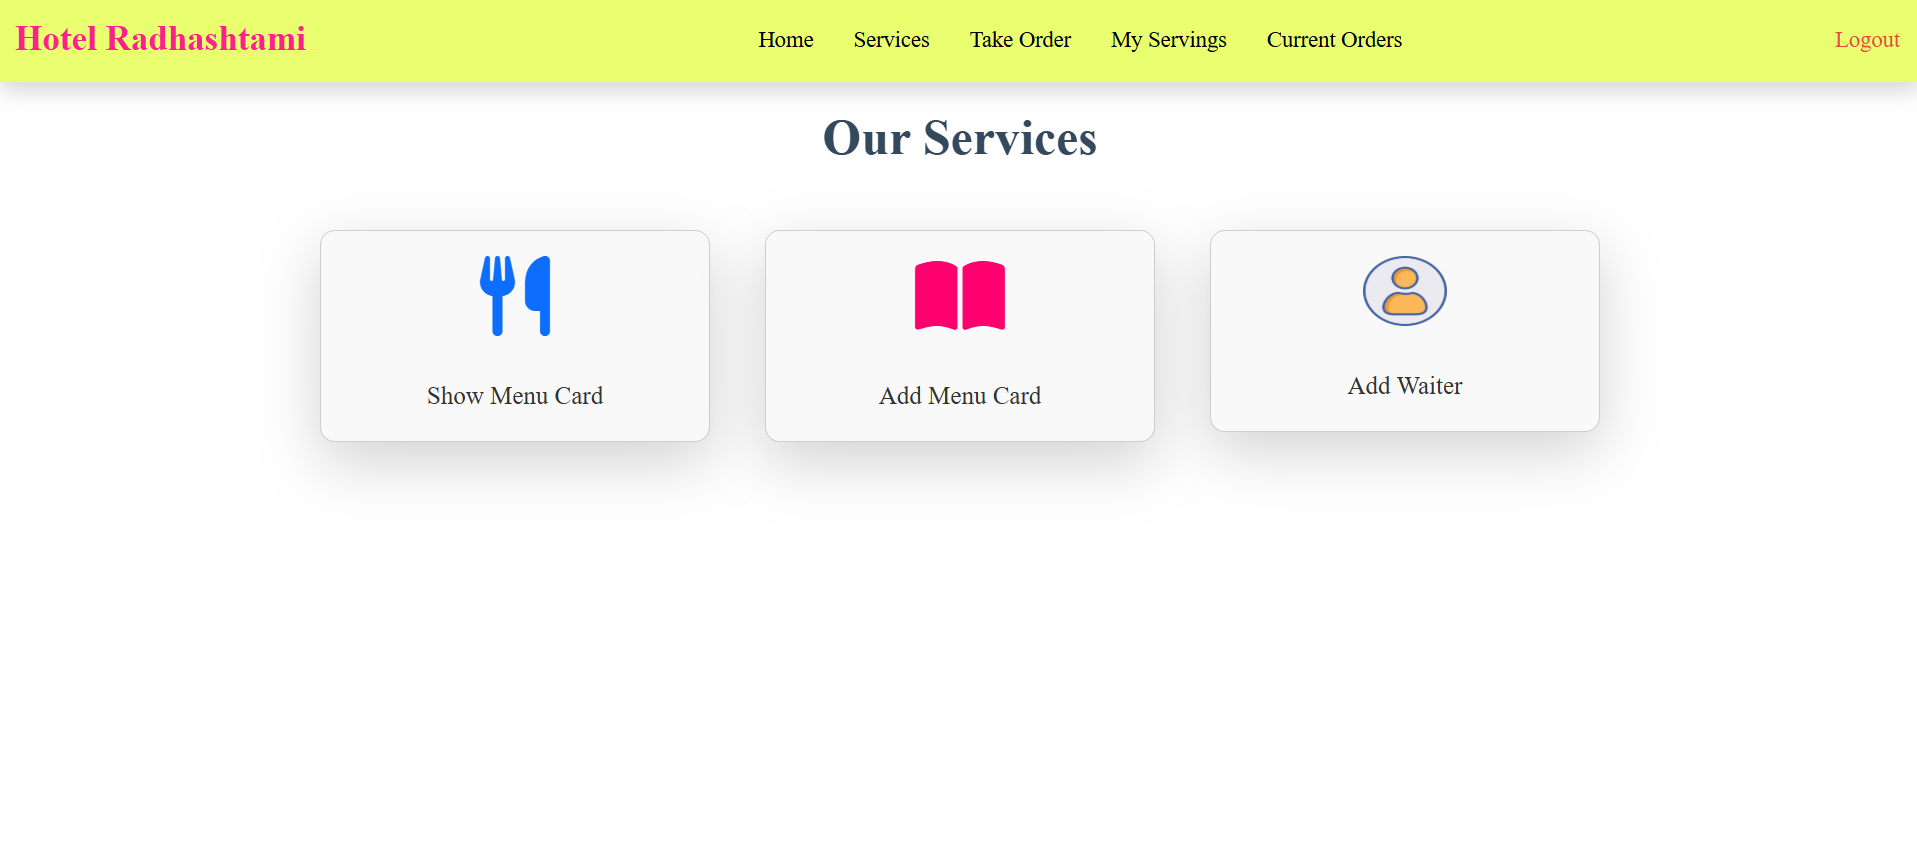 Hotel Radhashtami
Home Services Take Order My Servings Current Orders
Logout
Our Services
Show Menu Card
Add Menu Card
Add Waiter